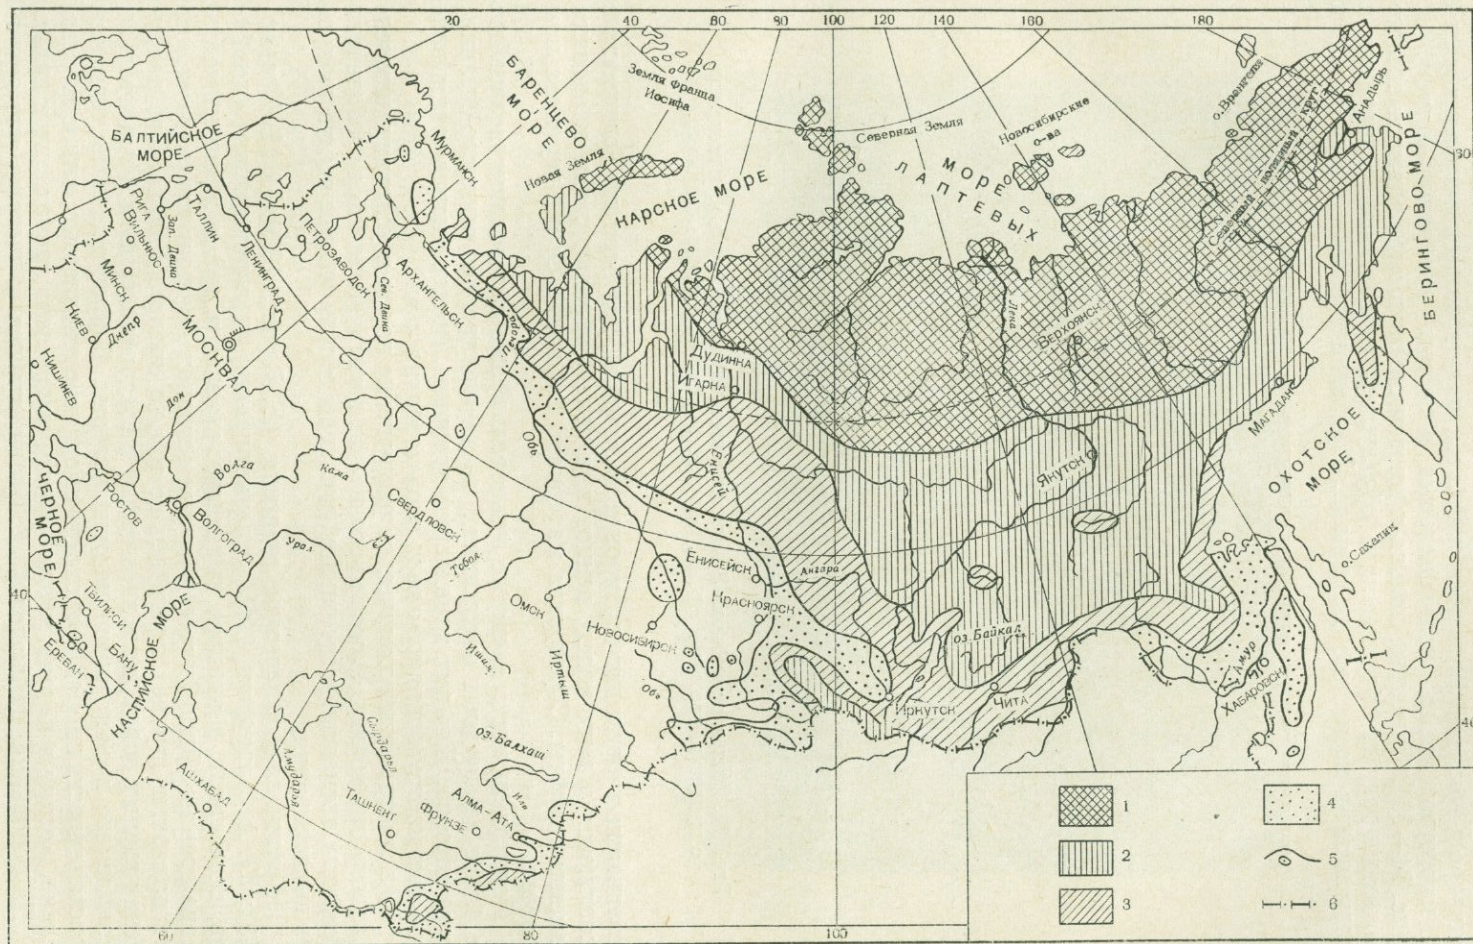 20 40 60 80 100 120 140 160 180
БАРЕНЦЕВО
МОРЕ
Земля Франца
Иосифа
Северная Земля
Новосибирские
о-ва
о. Врангеля
Северный полярный круг
АНАДЫРЬ
БЕРИНГОВО МОРЕ
БАЛТИЙСКОЕ
МОРЕ
МУРМАНСК
Новая Земля
КАРСКОЕ МОРЕ
МОРЕ
ЛАПТЕВЫХ
РИГА
ВИЛЬНЮС
Зап. Двина
ТАЛЛИН
ЛЕНИНГРАД
ПЕТРОЗАВОДСК
Сев. Двина
АРХАНГЕЛЬСК
Печора
МИНСК
КИЕВ
Днепр
МОСКВА
КИШИНЕВ
Дон
ДУДИНКА
ИГАРКА
Лена
ВЕРХОЯНСК
МАГАДАН
ОХОТСКОЕ
МОРЕ
Обь
Енисей
ЯКУТСК
ЧЕРНОЕ
МОРЕ
РОСТОВ
Волга
Кама
ВОЛГОГРАД
Урал
СВЕРДЛОВСК
Тобол
ЕНИСЕЙСК
Ангара
КРАСНОЯРСК
о. Сахалин
40
ТБИЛИСИ
ЕРЕВАН
БАКУ
КАСПИЙСКОЕ МОРЕ
ОМСК
Ишим
Иртыш
НОВОСИБИРСК
Обь
оз. Байкал
ИРКУТСК
ЧИТА
Амур
ХАБАРОВСК
40
АШХАБАД
Амударья
Сырдарья
ТАШКЕНТ
ФРУНЗЕ
АЛМА-АТА
оз. Балхаш
Или
1 4
2 5
3 6
60 80 100